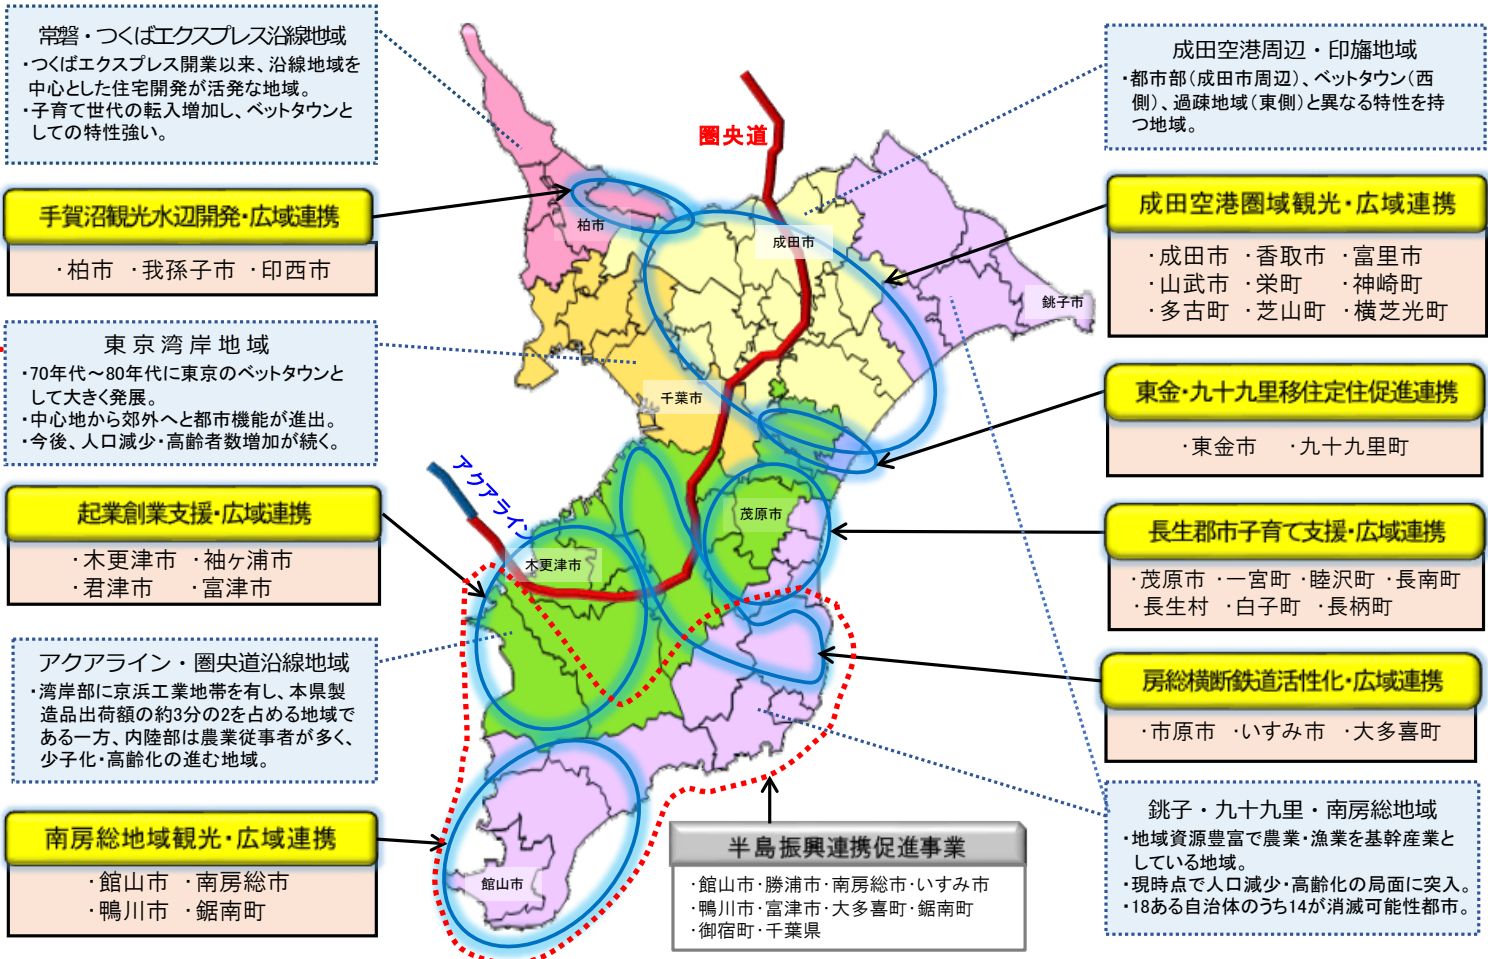 常磐・つくばエクスプレス沿線地域
・つくばエクスプレス開業以来、沿線地域を
中心とした住宅開発が活発な地域。
・子育て世代の転入増加し、ベットタウンと
しての特性強い。
手賀沼観光水辺開発・広域連携
・柏市 ・我孫子市 ・印西市
東京湾岸地域
・70年代～80年代に東京のベットタウンと
して大きく発展。
・中心地から郊外へと都市機能が進出。
・今後、人口減少・高齢者数増加が続く。
起業創業支援・広域連携
・木更津市 ・袖ヶ浦市
・君津市 ・富津市
アクアライン・圏央道沿線地域
・湾岸部に京浜工業地帯を有し、本県製
造品出荷額の約3分の2を占める地域で
ある一方、内陸部は農業従事者が多く、
少子化・高齢化の進む地域。
南房総地域観光・広域連携
・館山市 ・南房総市
・鴨川市 ・鋸南町
圏央道
柏市
成田市
銚子市
千葉市
アクアライン
茂原市
木更津市
館山市
半島振興連携促進事業
・館山市・勝浦市・南房総市・いすみ市
・鴨川市・富津市・大多喜町・鋸南町
・御宿町・千葉県
成田空港周辺・印旛地域
・都市部（成田市周辺）、ベットタウン（西
側）、過疎地域（東側）と異なる特性を持
つ地域。
成田空港圏域観光・広域連携
・成田市 ・香取市 ・富里市
・山武市 ・栄町 ・神崎町
・多古町 ・芝山町 ・横芝光町
東金・九十九里移住定住促進連携
・東金市 ・九十九里町
長生郡市子育て支援・広域連携
・茂原市 ・一宮町 ・睦沢町 ・長南町
・長生村 ・白子町 ・長柄町
房総横断鉄道活性化・広域連携
・市原市 ・いすみ市 ・大多喜町
銚子・九十九里・南房総地域
・地域資源豊富で農業・漁業を基幹産業と
している地域。
・現時点で人口減少・高齢化の局面に突入。
・18ある自治体のうち14が消滅可能性都市。